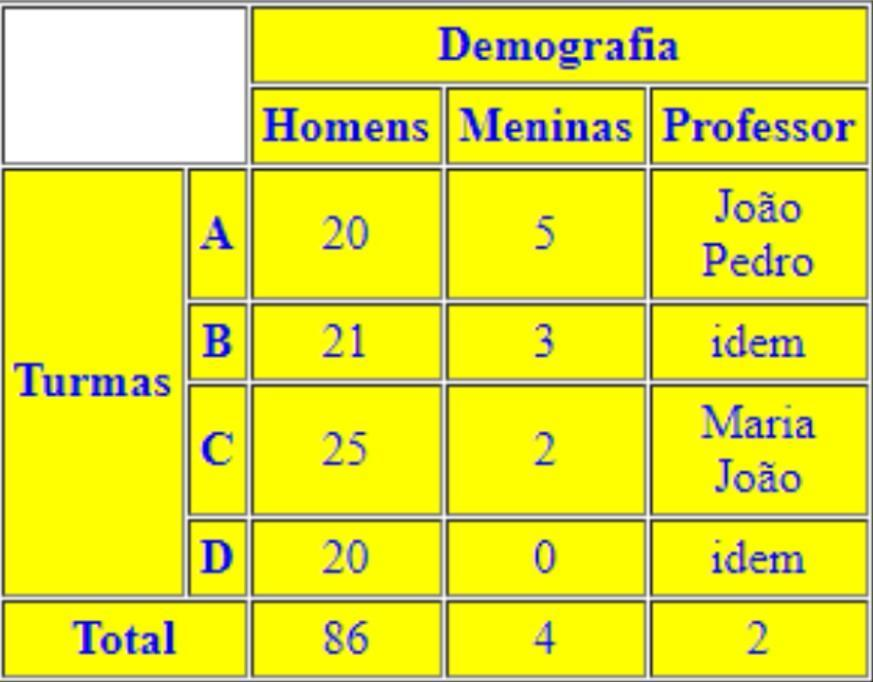 Demografia
Homens Meninas Professor
Turmas
A 20 5 João
Pedro
B 21 3 idem
C 25 2 Maria
João
D 20 0 idem
Total 86 4 2